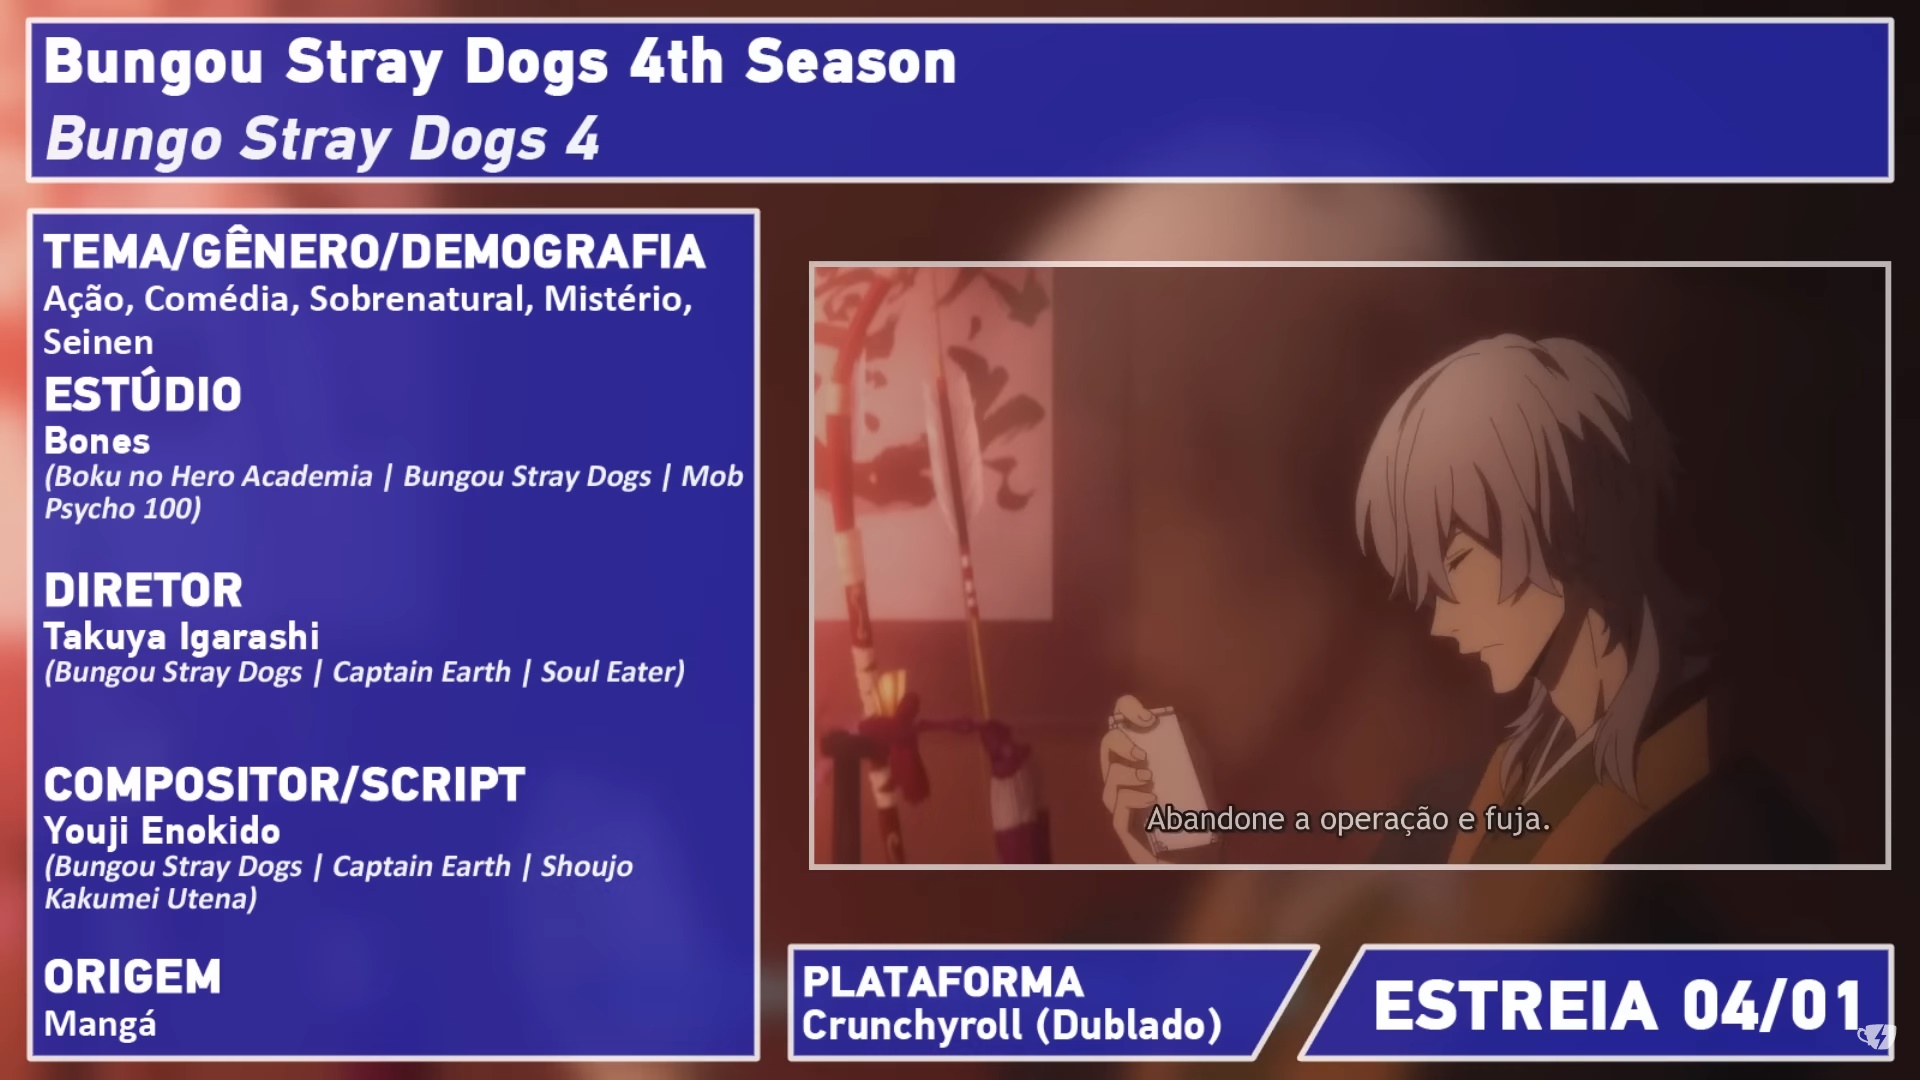 Bungou Stray Dogs 4th Season
Bungo Stray Dogs 4
TEMA/GÊNERO/DEMOGRAFIA
Ação, Comédia, Sobrenatural, Mistério,
Seinen
ESTÚDIO
Bones
(Boku no Hero Academia | Bungou Stray Dogs | Mob
Psycho 100)
DIRETOR
Takuya Igarashi
(Bungou Stray Dogs | Captain Earth | Soul Eater)
COMPOSITOR/SCRIPT
Youji Enokido
(Bungou Stray Dogs | Captain Earth | Shoujo
Kakumei Utena)
ORIGEM
Mangá
Abandone a operação e fuja.
PLATAFORMA
Crunchyroll (Dublado)
ESTREIA 04/01